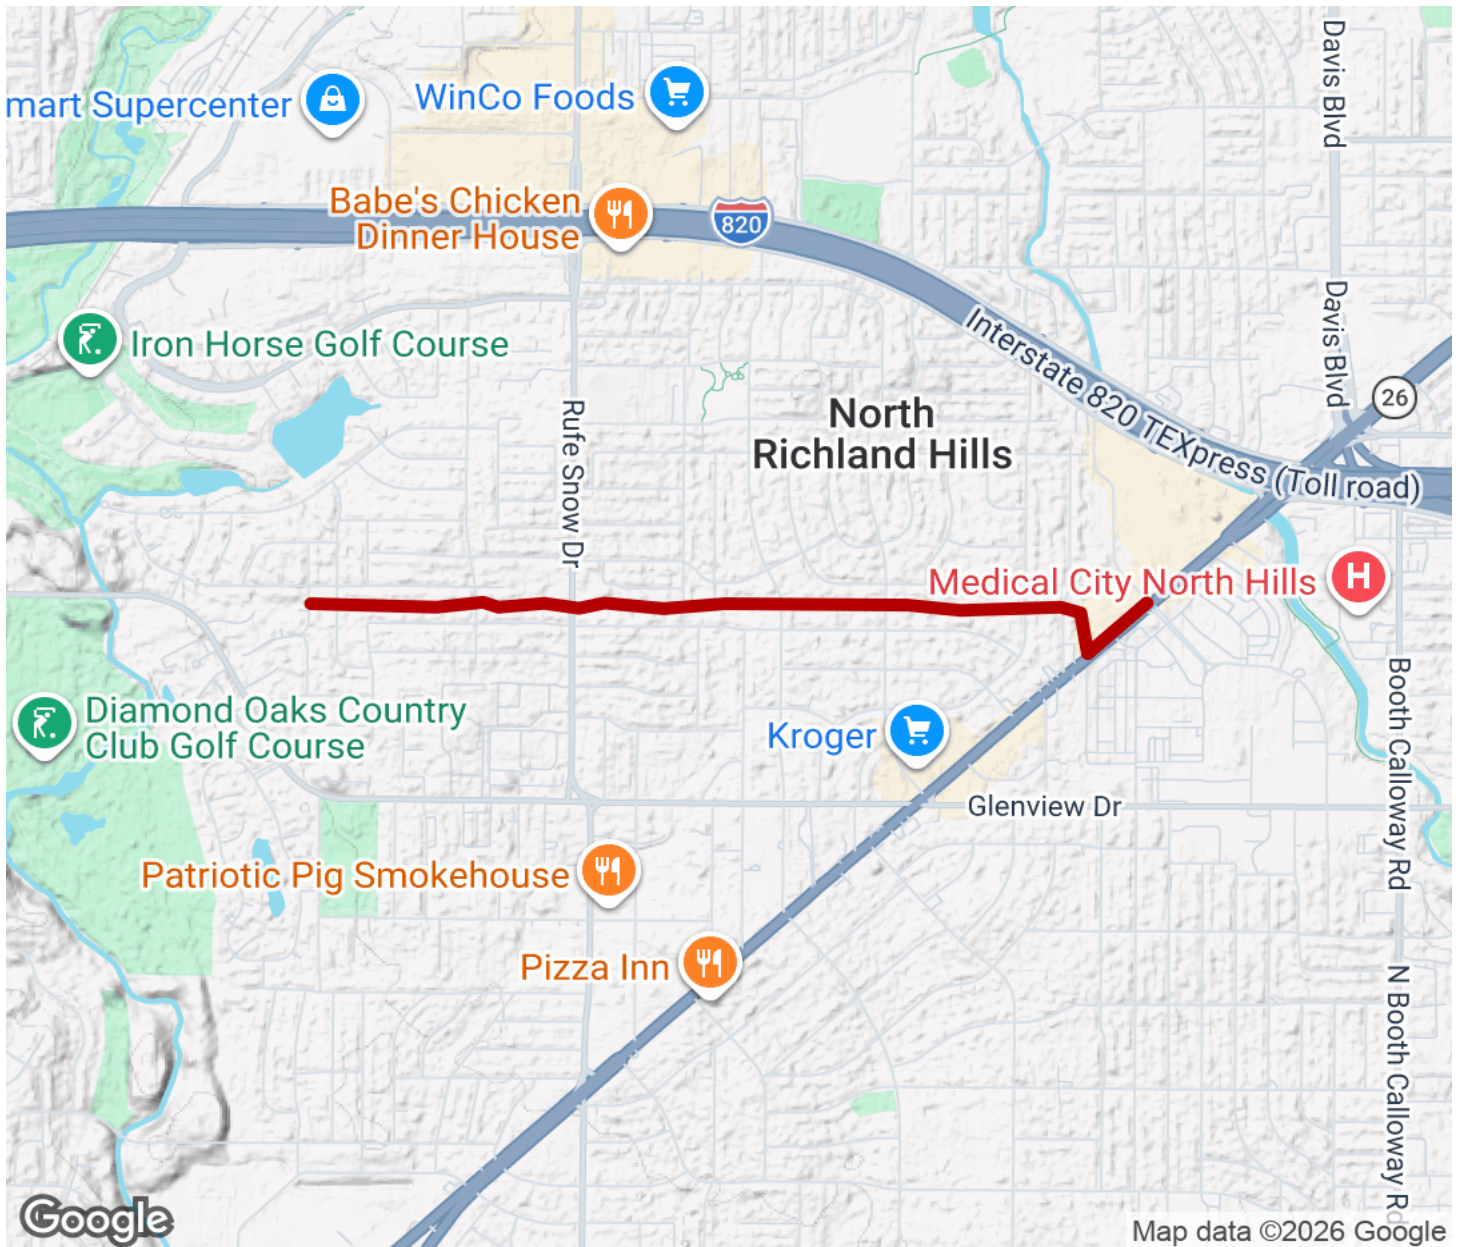 Davis Blvd
mart Supercenter
WinCo Foods
Babe's Chicken
Dinner House
820
Iron Horse Golf Course
Davis Blvd
Interstate 820 TEXpress (Toll road)
26
Rufe Snow Dr
North
Richland Hills
Medical City North Hills
H
Diamond Oaks Country
Club Golf Course
Kroger
Booth Calloway Rd
Glenview Dr
Patriotic Pig Smokehouse
Pizza Inn
N Booth Calloway Rd
Google
Map data ©2026 Google